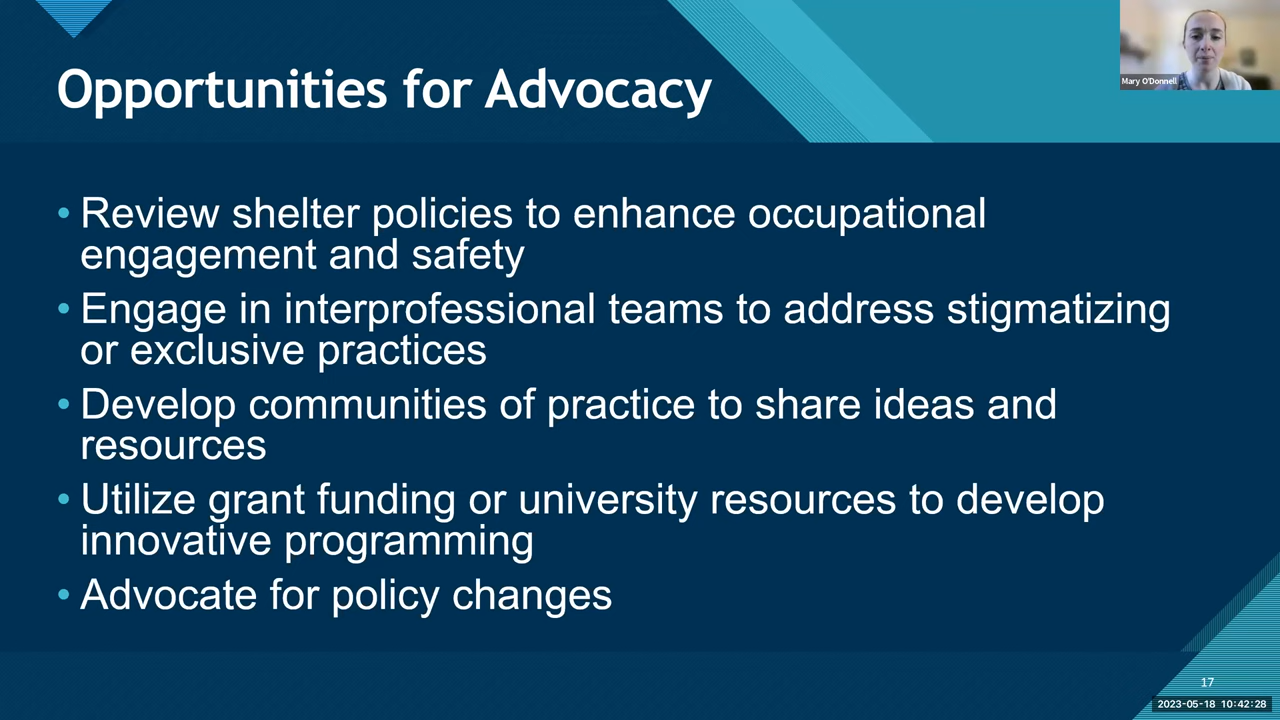 Opportunities for Advocacy
Mary O'Donnell
• Review shelter policies to enhance occupational
engagement and safety
• Engage in interprofessional teams to address stigmatizing
or exclusive practices
• Develop communities of practice to share ideas and
resources
• Utilize grant funding or university resources to develop
innovative programming
• Advocate for policy changes
17
2023-05-18 10:42:28